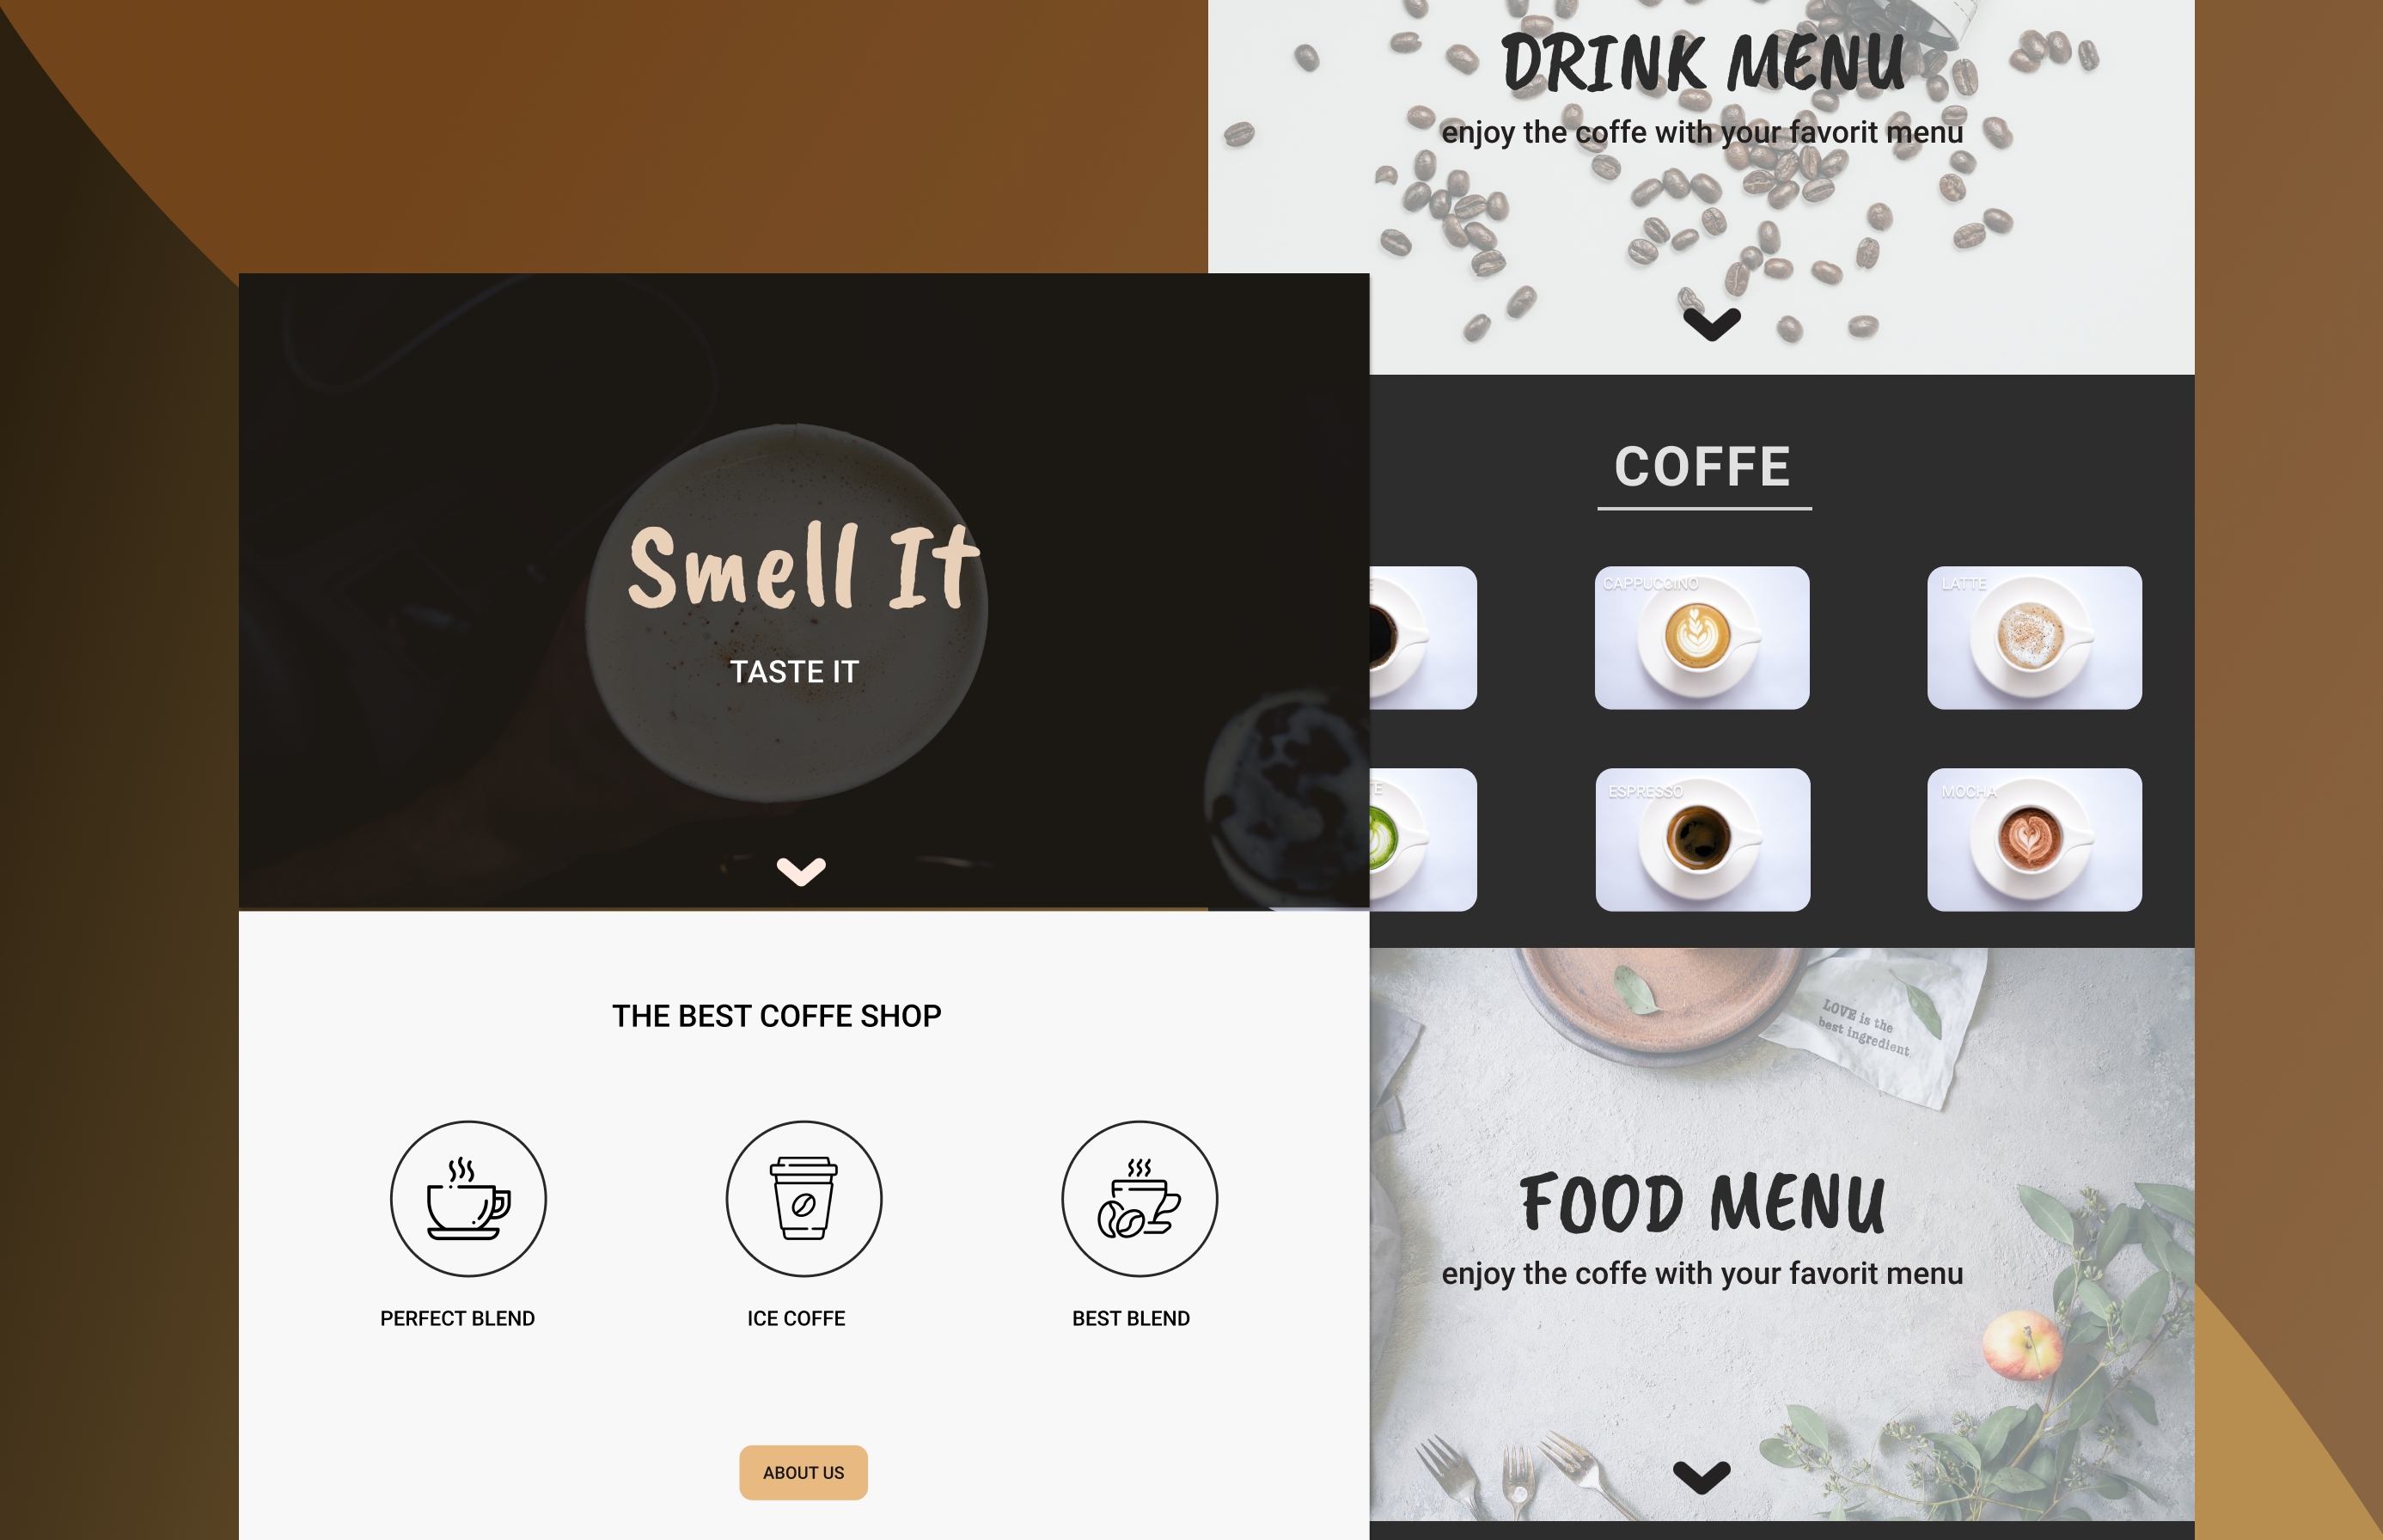 DRINK MENU
enjoy the coffe with your favorit menu
COFFE
CAPPUCCINO
LATTE
ESPRESSO
MOCHA
Smell It
TASTE IT
THE BEST COFFE SHOP
PERFECT BLEND
ICE COFFE
BEST BLEND
ABOUT US
LOVE is the
best ingredient
FOOD MENU
enjoy the coffe with your favorit menu